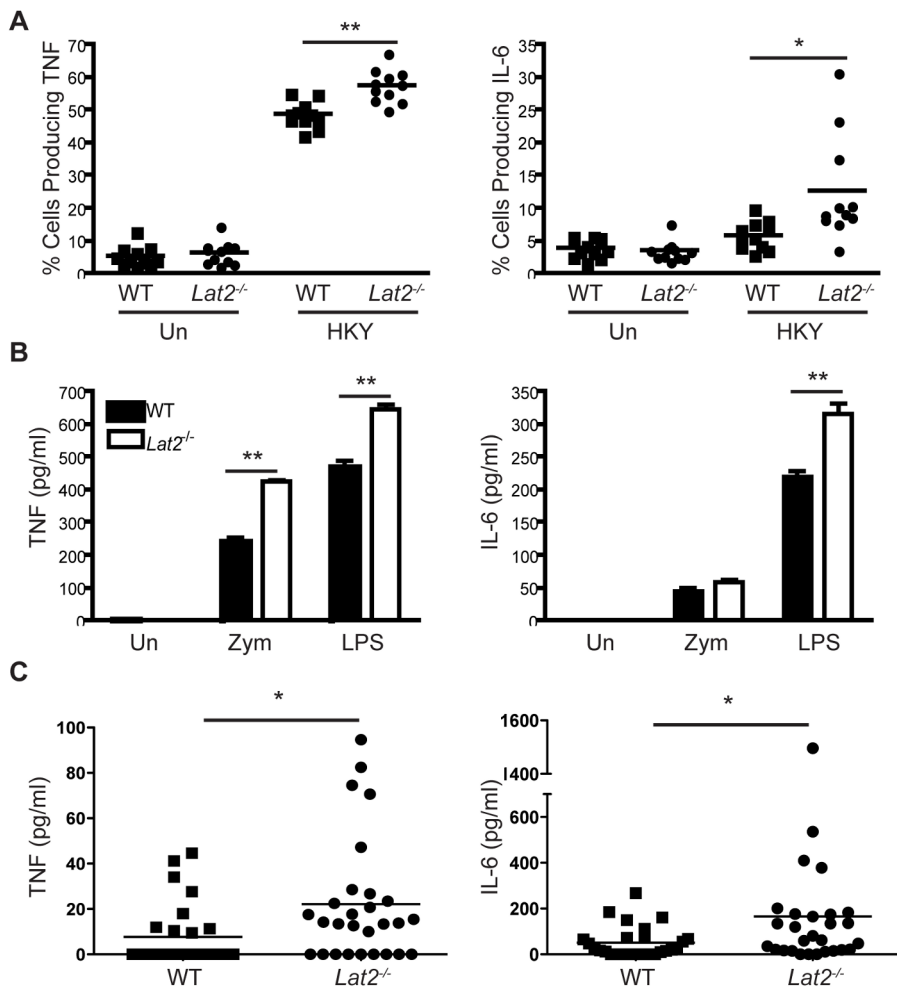 A
% Cells Producing TNF
70
60
50
40
30
20
10
0
**
WT
Lat2-/-
WT
Lat2-/-
Un
HKY
% Cells Producing IL-6
35
30
25
20
15
10
5
0
*
WT
Lat2-/-
WT
Lat2-/-
Un
HKY
B
TNF (pg/ml)
700
600
500
400
300
200
100
0
WT
Lat2-/-
**
**
Un
Zym
LPS
IL-6 (pg/ml)
350
300
250
200
150
100
50
0
**
Un
Zym
LPS
C
TNF (pg/ml)
100
80
60
40
20
0
*
WT
Lat2-/-
IL-6 (pg/ml)
1600
1400
600
400
200
0
*
WT
Lat2-/-